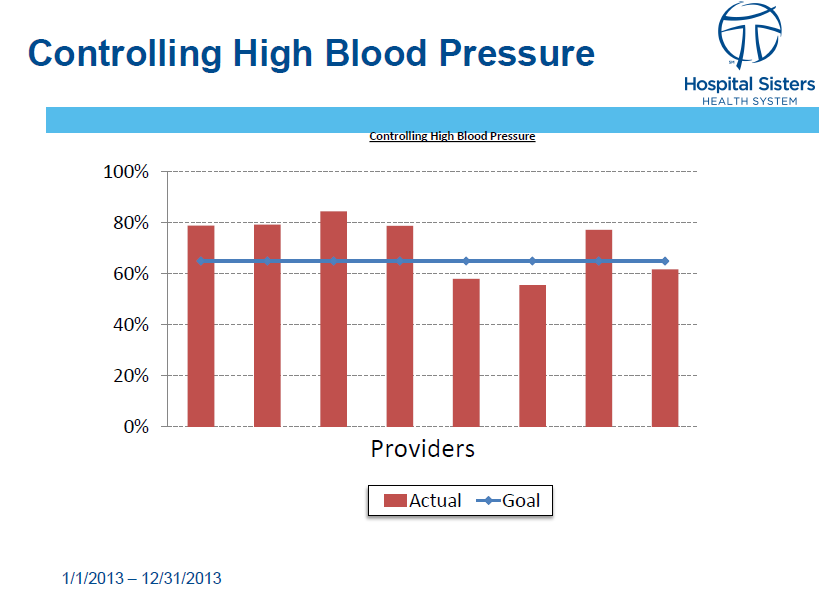 Controlling High Blood Pressure
SM
Hospital Sisters
HEALTH SYSTEM
Controlling High Blood Pressure
100%
80%
60%
40%
20%
0%
Providers
Actual Goal
1/1/2013 – 12/31/2013